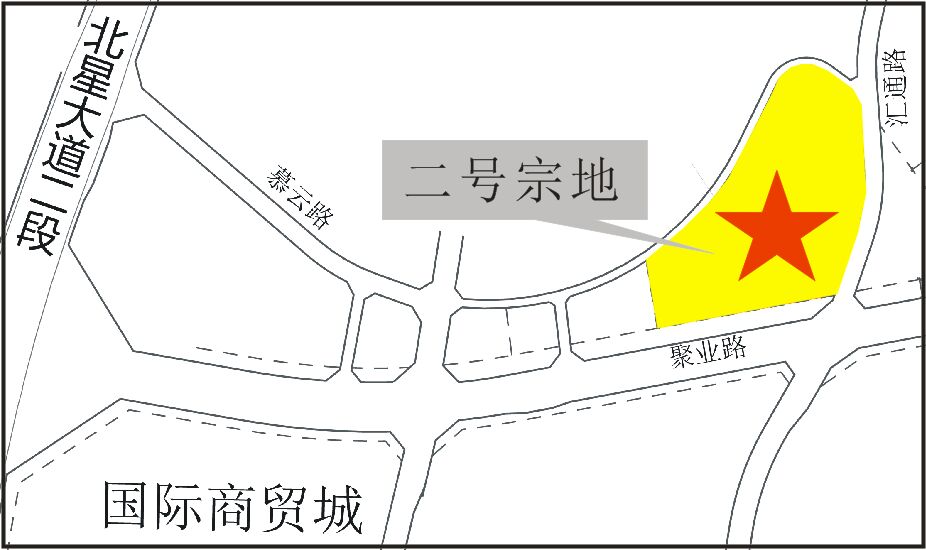 北星大道二段
汇通路
慕云路
二号宗地
聚业路
国际商贸城